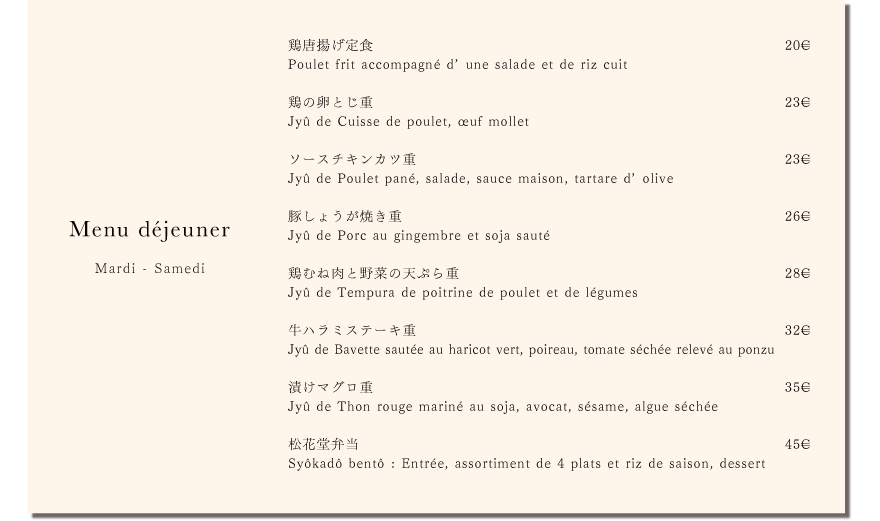 Menu déjeuner
Mardi - Samedi
鶏唐揚げ定食 20€
Poulet frit accompagné d’ une salade et de riz cuit
鶏の卵とじ重 23€
Jyû de Cuisse de poulet, œuf mollet
ソースチキンカツ重 23€
Jyû de Poulet pané, salade, sauce maison, tartare d’ olive
豚しょうが焼き重 26€
Jyû de Porc au gingembre et soja sauté
鶏むね肉と野菜の天ぷら重 28€
Jyû de Tempura de poitrine de poulet et de légumes
牛ハラミステーキ重 32€
Jyû de Bavette sautée au haricot vert, poireau, tomate séchée relevé au ponzu
漬けマグロ重 35€
Jyû de Thon rouge mariné au soja, avocat, sésame, algue séchée
松花堂弁当 45€
Syôkadô bentô : Entrée, assortiment de 4 plats et riz de saison, dessert